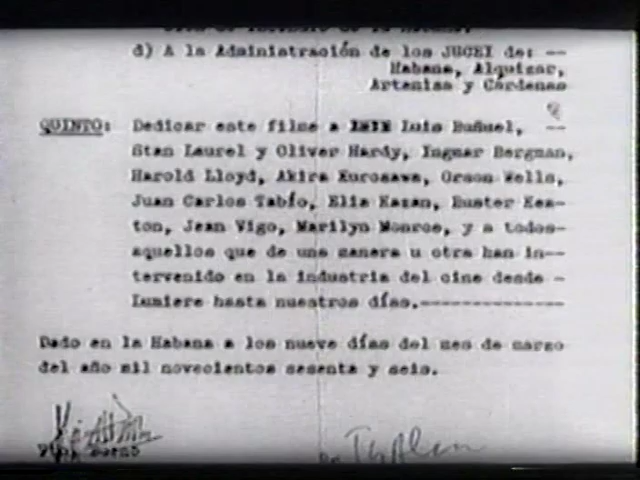 d) A la Administración de los JUCEI de: --
Habana, Alquizar,
Artemisa y Cárdenas
QUINTO: Dedicar este filme a Luis Buñuel, --
Stan Laurel y Oliver Hardy, Ingmar Bergman,
Harold Lloyd, Akira Kurosawa, Orson Wells,
Juan Carlos Tabío, Elia Kazan, Buster Kea-
ton, Jean Vigo, Marilyn Monroe, y a todos-
aquellos que de una manera u otra han in--
tervenido en la industria del cine desde -
Lumiere hasta nuestros días.-------------
Dado en la Habana a los nueve días del mes de marzo
del año mil novecientos sesenta y seis.